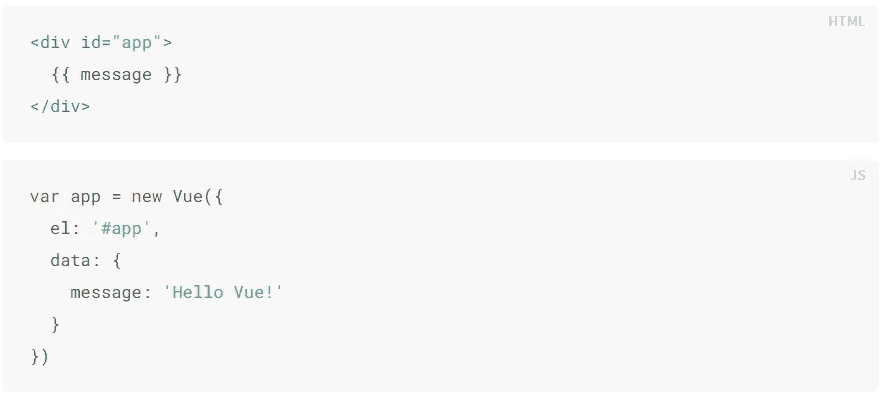 HTML
<div id="app">
  {{ message }}
</div>
JS
var app = new Vue({
  el: '#app',
  data: {
    message: 'Hello Vue!'
  }
})